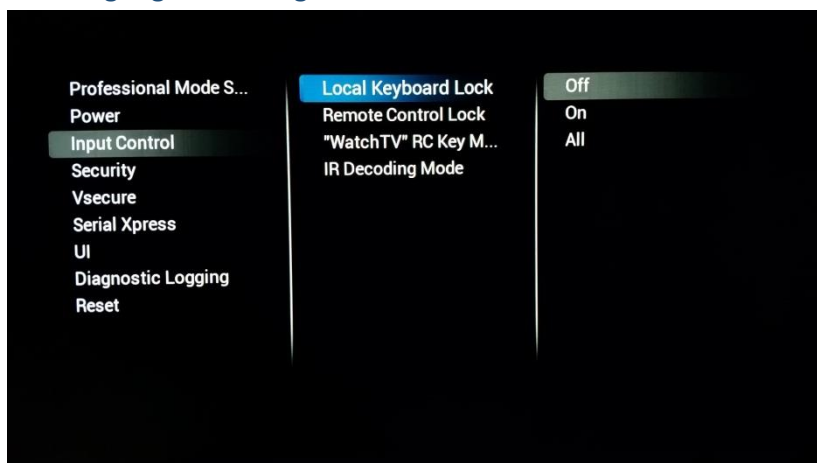 Professional Mode S...
Power
Input Control
Security
Vsecure
Serial Xpress
UI
Diagnostic Logging
Reset
Local Keyboard Lock
Remote Control Lock
"WatchTV" RC Key M...
IR Decoding Mode
Off
On
All